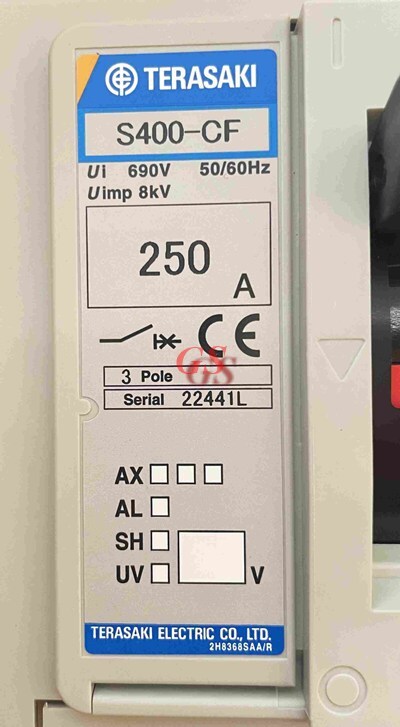 TERASAKI
S400-CF
Ui 690V 50/60Hz
Uimp 8kV
250
A
CE
GGS
3 Pole
Serial 22441L
AX
AL
SH
UV V
TERASAKI ELECTRIC CO., LTD.
2H8368SAA/R